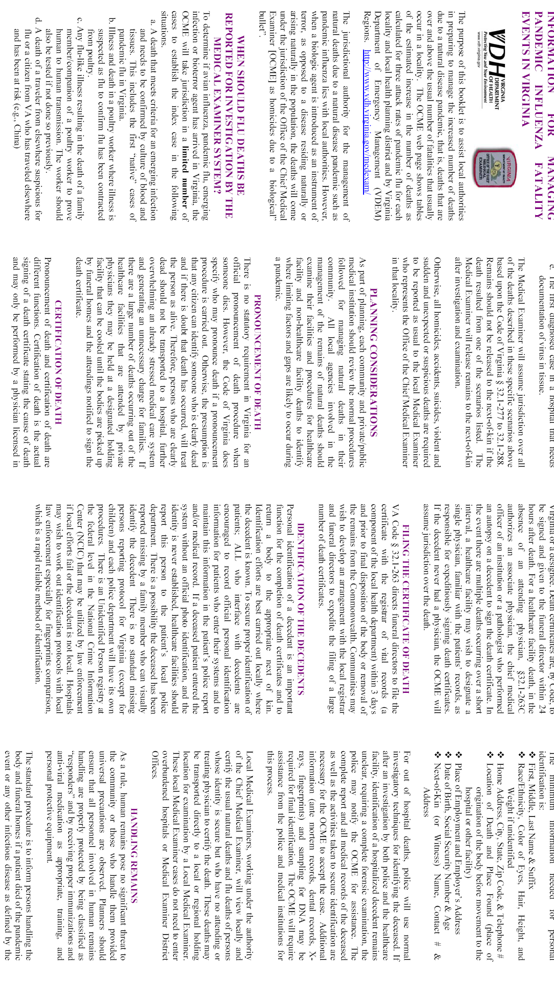 INFORMATION FOR MANAGING
PANDEMIC INFLUENZA FATALITY
EVENTS IN VIRGINIA
VDH VIRGINIA
DEPARTMENT
OF HEALTH
Protecting You and Your Environment
www.vdh.virginia.gov
VIRGINIA
DEPARTMENT OF HEALTH
OFFICE OF THE CHIEF
MEDICAL
EXAMINER
The purpose of this booklet is to assist local authorities
in preparing to manage the increased number of deaths
due to a natural disease pandemic, that is, deaths that are
over and above the usual number of fatalities that usually
occur in a locality. The OCME web page shows tables
of the estimated increase in the number of deaths as
calculated for three attack rates of pandemic flu for each
locality and local health planning district and by Virginia
Department of Emergency Management (VDEM)
Regions. http://www.vdh.virginia.gov/medexam/
The jurisdictional authority for the management of
natural deaths due to a natural disease pandemic such as
pandemic influenza lies with local authorities. However,
when a biologic agent is introduced as an instrument of
terror, as opposed to a disease residing naturally or
arising naturally in the population, the deaths will come
under the jurisdiction of the Office of the Chief Medical
Examiner [OCME] as homicides due to a biological”
bullet”.
WHEN SHOULD FLU DEATHS BE
REPORTED FOR INVESTIGATION BY THE
MEDICAL EXAMINER SYSTEM?
To determine if avian influenza, pandemic flu, emerging
infection or bioterror agent has arrived in Virginia, the
OCME will take jurisdiction in a limited number of
cases to establish the index case in the following
situations.
a. A death that meets criteria for an emerging infection
and needs to be confirmed by culture of blood and
tissues. This includes the first “native’ cases of
pandemic flu in Virginia.
b. Illness and death in a poultry worker where illness is
suspected as flu to confirm flu has been contracted
from poultry.
c. Any flu-like illness resulting in the death of a family
member/companion of a poultry worker to prove
human to human transmission. The worker should
also be tested if not done so previously.
d. A death of a traveler from elsewhere suspicious for
flu or a citizen from VA who has traveled elsewhere
and has been at risk (e.g., China)
e. The first diagnosed case in a hospital that needs
documentation of virus in tissue.
The Medical Examiner will assume jurisdiction over all
of the deaths described in these specific scenarios above
based upon the Code of Virginia § 32.1-277 to 32.1-288.
Remains should not be released to the next-of-kin if the
death resulted from one of the scenarios listed. The
Medical Examiner will release remains to the next-of-kin
after investigation and examination.
Otherwise, all homicides, accidents, suicides, violent and
sudden and unexpected or suspicious deaths are required
to be reported as usual to the local Medical Examiner
who represents the Office of the Chief Medical Examiner
in that locality.
PLANNING CONSIDERATIONS
As part of planning, each community and private/public
medical institution should review the normal procedures
followed for managing natural deaths in their
community. All local agencies involved in the
management of the remains of natural deaths should
examine their facilities and procedures for healthcare
facility and non-healthcare facility deaths to identify
where limiting factors and gaps are likely to occur during
a pandemic.
PRONOUNCEMENT OF DEATH
There is no statutory requirement in Virginia for an
official pronouncement of death procedure when
someone dies. However, the Code of Virginia does
specify who may pronounce death if a pronouncement
procedure is carried out. Otherwise, the presumption is
that any citizen can identify someone who is clearly dead
and if there is doubt that death has occurred, will treat
the person as alive. Therefore, persons who are clearly
dead should not be transported to a hospital, further
overwhelming an already stressed medical care system
and generating an unnecessary charge for families. If
there are a large number of deaths occurring out of the
healthcare facilities that are attended by private
physicians they may be held at a designated holding
facility that can be cooled until the bodies are picked up
by funeral homes and the attendings notified to sign the
death certificate.
CERTIFICATION OF DEATH
Pronouncement of death and certification of death are
different functions. Certification of death is the actual
signing of a death certificate stating the cause of death
and may only be performed by a physician licensed in
Virginia or a designee. Death certificates are, by Code, to
be signed and given to the funeral director within 24
hours after death. For a healthcare facility death, in the
absence of an attending physician, §32.1-263C
authorizes an associate physician, the chief medical
officer of an institution or a pathologist who performed
an autopsy on a decedent to sign the death certificate. In
the event there are multiple deaths occurring over a short
interval, a healthcare facility may wish to designate a
single physician, familiar with the patients’ records, as
responsible for expeditiously signing death certificates.
If the decedent never had a physician, the OCME will
assume jurisdiction over the death.
FILING THE CERTIFICATE OF DEATH
VA Code § 32.1-263 directs funeral directors to file the
certificate with the registrar of vital records (a
component of the local health department) within 3 days
and prior to final disposition of the body or removal of
the remains from the Commonwealth. Communities may
wish to develop an arrangement with the local registrar
and funeral directors to expedite the filing of a large
number of death certificates.
IDENTIFICATION OF THE DECEDENTS
Personal identification of a decedent is an important
function for the completion of death certificates and to
return a body to the appropriate next of kin.
Identification efforts are best carried out locally where
the decedent is known. To secure proper identification of
patients; ALL who interface with decedents are
encouraged to record official personal identification
information for patients who enter their systems and to
maintain this information in the patient’s police report
and/or medical record. If a deceased patient entered the
system without an official photo identification, and the
identity is never established, healthcare facilities should
report this person to the patient’s local police
department. There is a possibility the deceased has been
reported missing by a family member who can visually
identify the decedent There is no standard missing
persons reporting protocol for Virginia (except for
children) and each police department will have its own
procedures. There is an Unidentified Person registry at
the federal level in the National Crime Information
Center (NCIC) that may be utilized by law enforcement
if local efforts fail or the decedent is not local. Hospitals
may wish to work out identification protocols with local
law enforcement especially for fingerprints comparison,
which is a rapid reliable method of identification.
The minimum information needed for personal
identification is:
❖ First, Middle, Last Name & Suffix
❖ Race/Ethnicity, Color of Eyes, Hair, Height, and
Weight if unidentified
❖ Home Address, City, State, Zip Code, & Telephone #
❖ Location of Death and Place Found (place of
origination of the body before movement to the
hospital or other facility)
❖ Place of Employment and Employer’s Address
❖ Date of Birth, Social Security Number & Age
❖ Next-of-Kin (or Witness) Name, Contact # &
Address
For out of hospital deaths, police will use normal
investigatory techniques for identifying the deceased. If
after an investigation by both police and the healthcare
facility, identification of a hospitalized decedent remains
unclear, requiring a complete forensic examination, the
police may notify the OCME for assistance. The
complete report and all medical records of the deceased
as well as the activities taken to secure identification are
necessary for the OCME to accept the case. Additional
information (ante mortem records, dental records, X-
rays, fingerprints) and sampling for DNA may be
required for final identification. The OCME will require
assistance from the police and medical institutions for
this process.
Local Medical Examiners, working under the authority
of the Chief Medical Examiner, will view locally and
certify the usual natural deaths and flu deaths of persons
whose identity is secure but who have no attending or
treating physician to certify the death. These deaths may
be transported directly to a local or regional holding
location for examination by a Local Medical Examiner.
These local Medical Examiner cases do not need to enter
overburdened hospitals or Medical Examiner District
Offices.
HANDLING REMAINS
As a rule, human remains pose no significant threat to
the community or those who handle them provided
universal precautions are observed. Planners should
ensure that all personnel involved in human remains
handling are properly protected by being classified as
“responders” and by receiving proper immunizations and
anti-viral medication as appropriate, training, and
personal protective equipment.
The standard procedure is to inform persons handling the
body and funeral homes if a patient died of the pandemic
event or any other infectious disease as defined by the